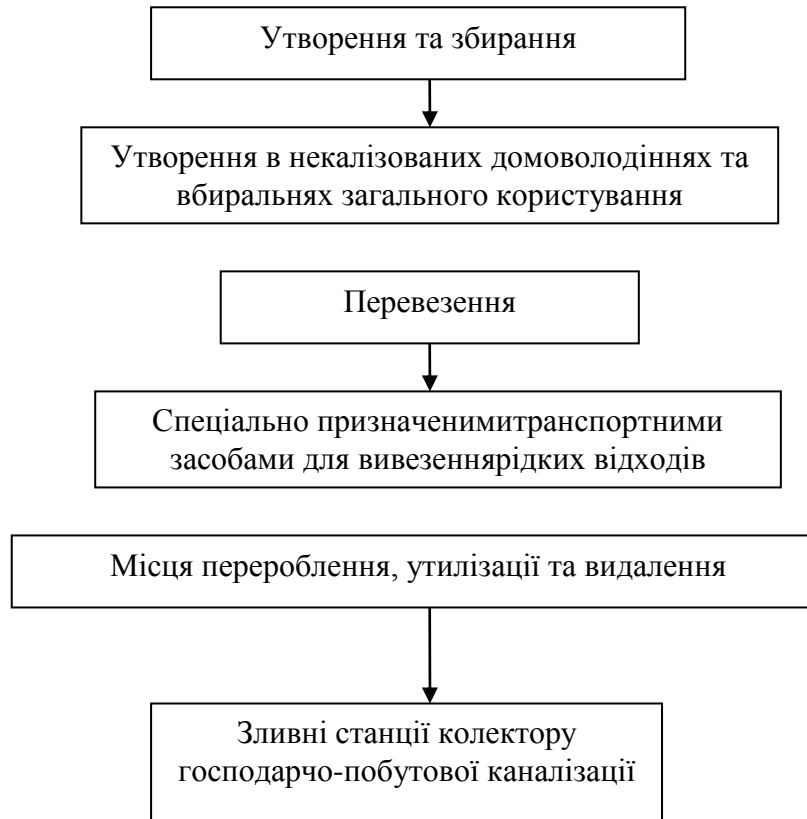 Утворення та збирання
Утворення в некалізованих домоволодіннях та
вбиральнях загального користування
Перевезення
Спеціально призначенимитранспортними
засобами для вивезеннярідких відходів
Місця перероблення, утилізації та видалення
Зливні станції колектору
господарчо-побутової каналізації